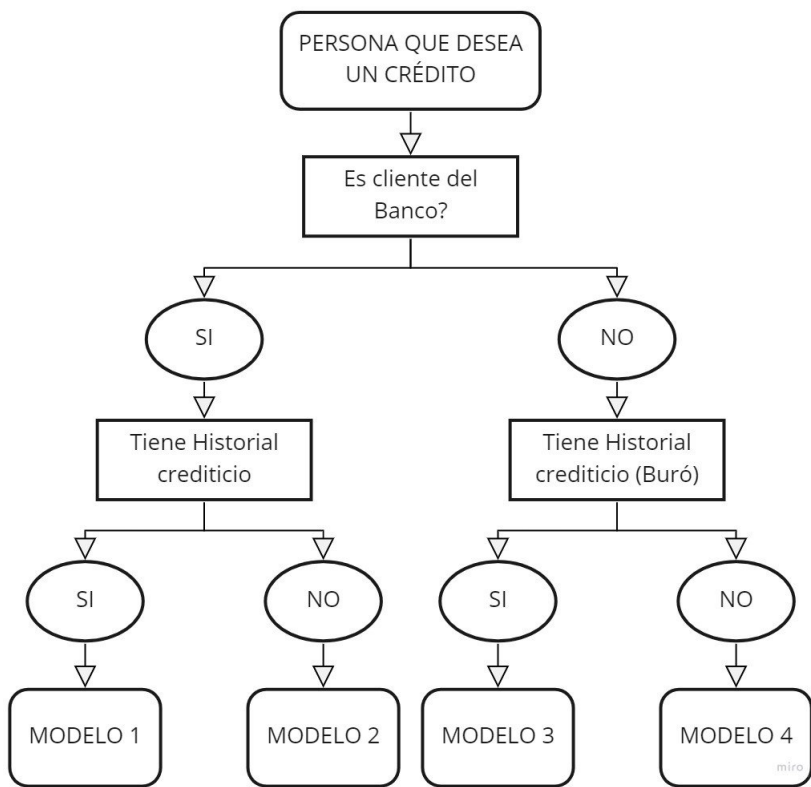 PERSONA QUE DESEA
UN CRÉDITO
Es cliente del
Banco?
SI
NO
Tiene Historial
crediticio
Tiene Historial
crediticio (Buró)
SI
NO
SI
NO
MODELO 1
MODELO 2
MODELO 3
MODELO 4
miro